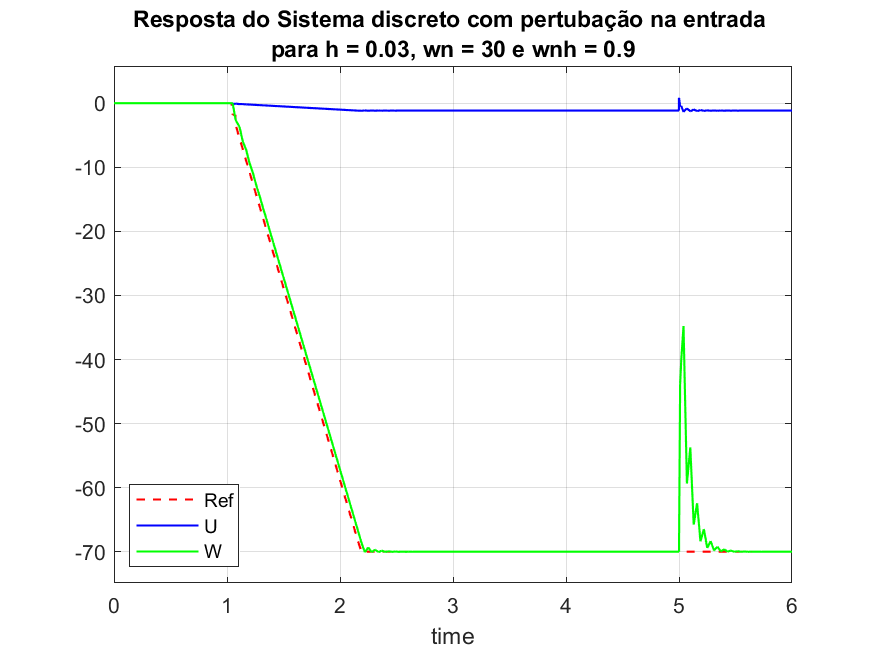 Resposta do Sistema discreto com pertubação na entrada
para h = 0.03, wn = 30 e wnh = 0.9
0
-10
-20
-30
-40
-50
-60
-70
Ref
U
W
0 1 2 3 4 5 6
time